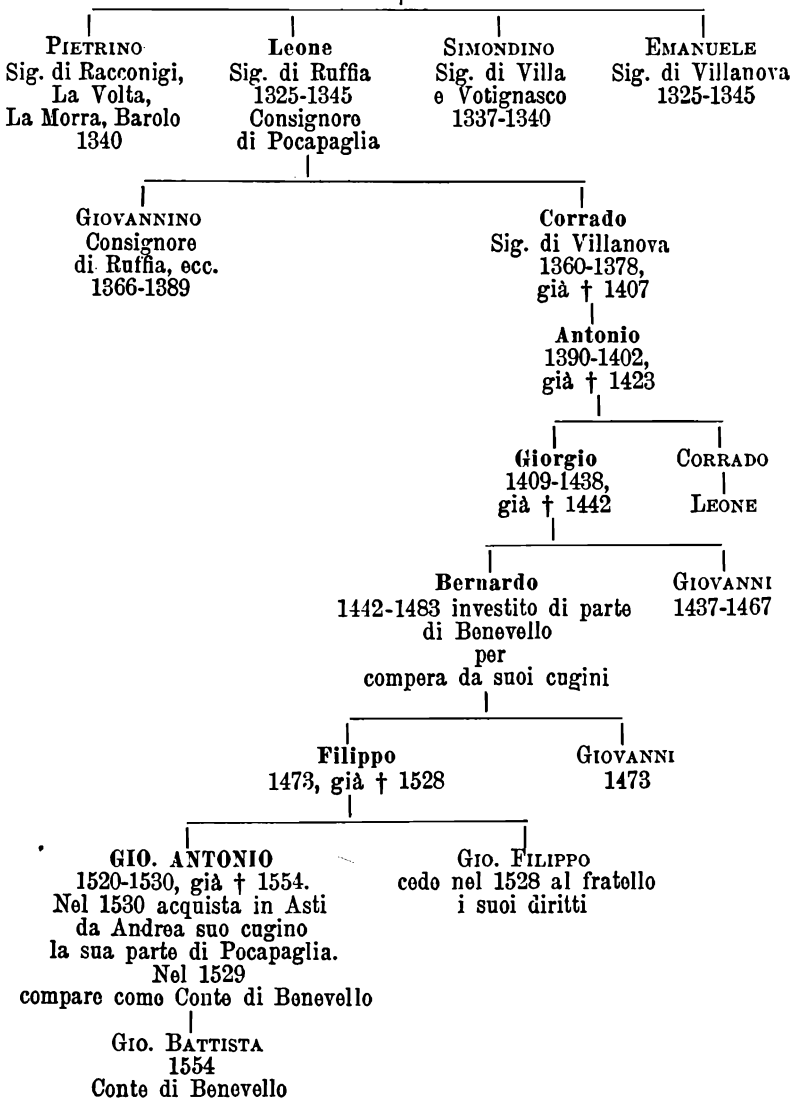 PIETRINO
Sig. di Racconigi,
La Volta,
La Morra, Barolo
1340
Leone
Sig. di Ruffia
1325-1345
Consignore
di Pocapaglia
SIMONDINO
Sig. di Villa
e Votignasco
1337-1340
EMANUELE
Sig. di Villanova
1325-1345
GIOVANNINO
Consignore
di Ruffia, ecc.
1366-1389
Corrado
Sig. di Villanova
1360-1378,
già † 1407
Antonio
1390-1402,
già † 1423
Giorgio
1409-1438,
già † 1442
CORRADO
LEONE
Bernardo
1442-1483 investito di parte
di Benevello
per
compera da suoi cugini
GIOVANNI
1437-1467
Filippo
1473, già † 1528
GIOVANNI
1473
GIO. ANTONIO
1520-1530, già † 1554.
Nel 1530 acquista in Asti
da Andrea suo cugino
la sua parte di Pocapaglia.
Nel 1529
compare come Conte di Benevello
GIO. FILIPPO
cede nel 1528 al fratello
i suoi diritti
GIO. BATTISTA
1554
Conte di Benevello